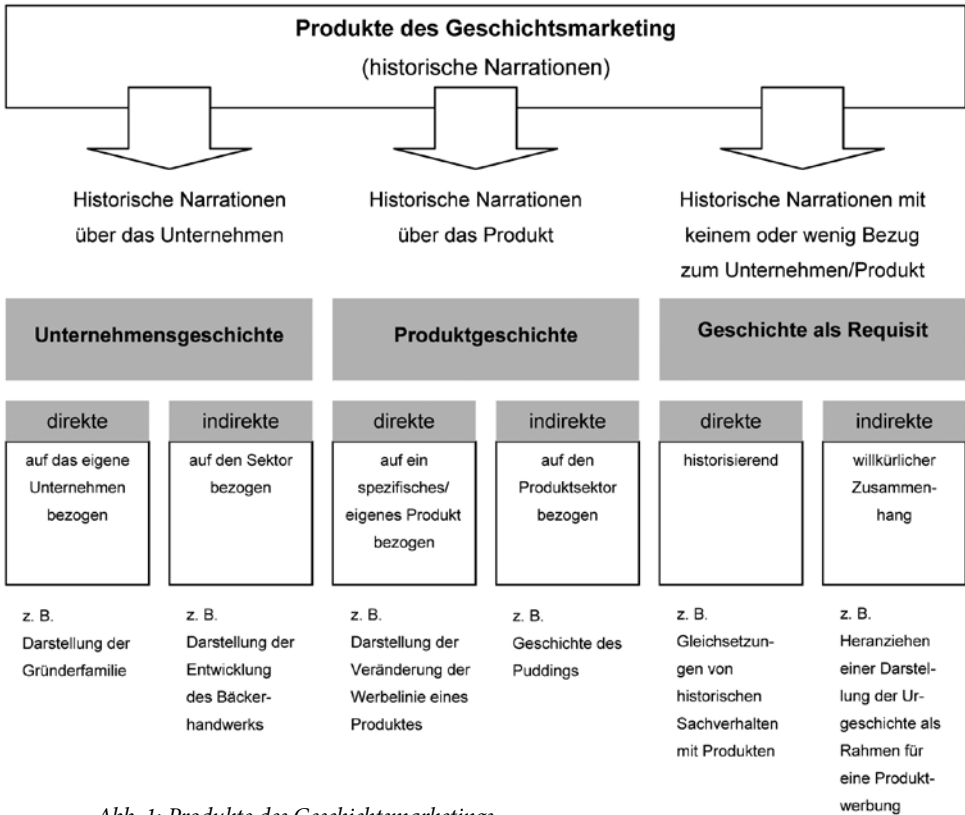 Produkte des Geschichtsmarketing
(historische Narrationen)
Historische Narrationen
über das Unternehmen
Historische Narrationen
über das Produkt
Historische Narrationen mit
keinem oder wenig Bezug
zum Unternehmen/Produkt
Unternehmensgeschichte
Produktgeschichte
Geschichte als Requisit
direkte
auf das eigene
Unternehmen
bezogen
z. B.
Darstellung der
Gründerfamilie
indirekte
auf den Sektor
bezogen
z. B.
Darstellung der
Entwicklung
des Bäcker-
handwerks
direkte
auf ein
spezifisches/
eigenes Produkt
bezogen
z. B.
Darstellung der
Veränderung der
Werbelinie eines
Produktes
indirekte
auf den
Produktsektor
bezogen
z. B.
Geschichte des
Puddings
direkte
historisierend
z. B.
Gleichsetzun-
gen von
historischen
Sachverhalten
mit Produkten
indirekte
willkürlicher
Zusammen-
hang
z. B.
Heranziehen
einer Darstel-
lung der Ur-
geschichte als
Rahmen für
eine Produkt-
werbung
Abb. 1: Produkte des Geschichtsmarketings